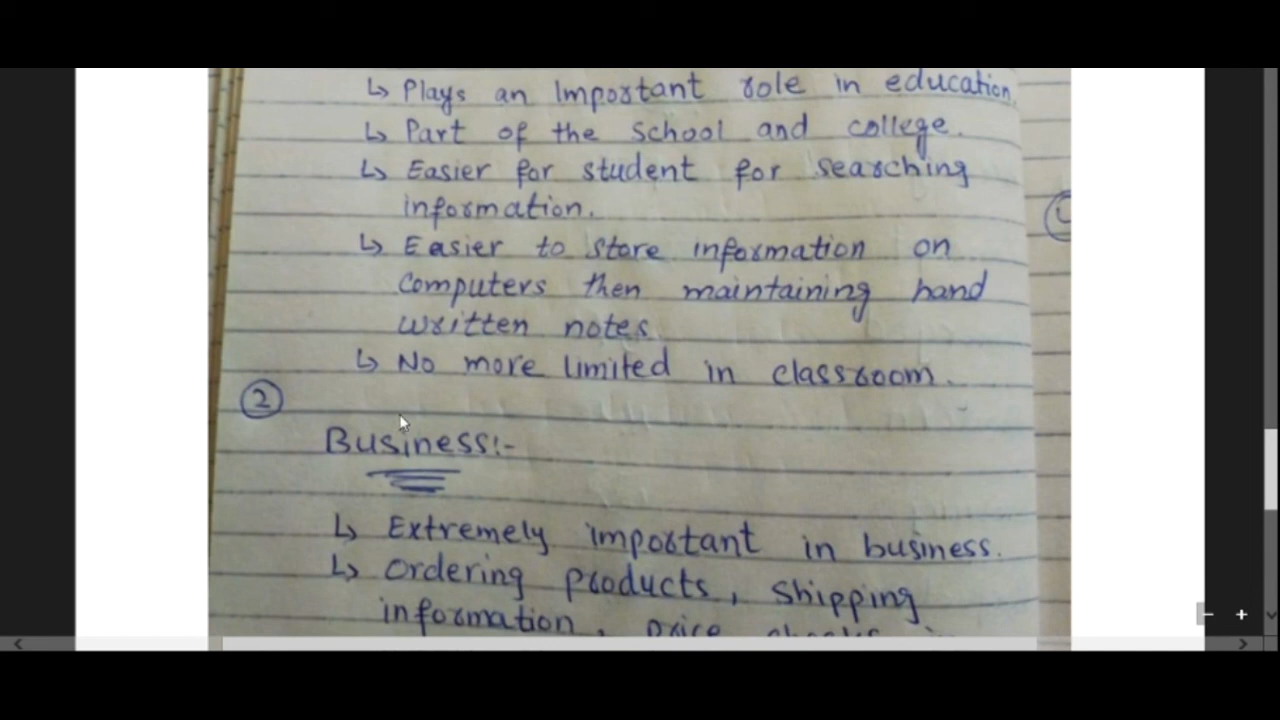 ↳ Plays an Important role in education.
↳ Part of the school and college.
↳ Easier for student for searching
information.
↳ Easier to store information on
computers then maintaining hand
written notes.
↳ No more limited in classroom.
②
Business:-
↳ Extremely important in business.
↳ Ordering products, shipping
information, price